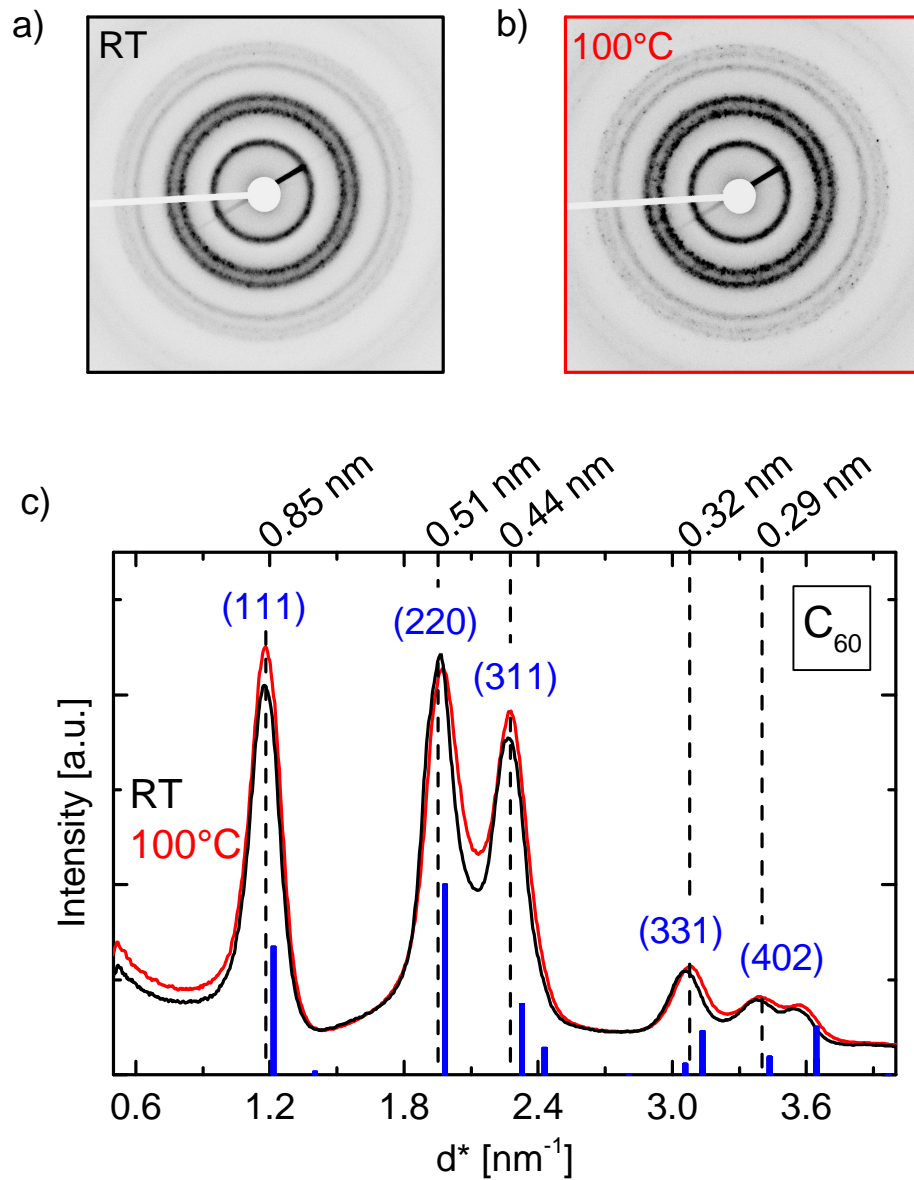 a)
RT
b)
100°C
c)
0.85 nm
0.51 nm
0.44 nm
0.32 nm
0.29 nm
(111)
(220)
(311)
C60
RT
100°C
(331)
(402)
Intensity [a.u.]
0.6 1.2 1.8 2.4 3.0 3.6
d* [nm-1]